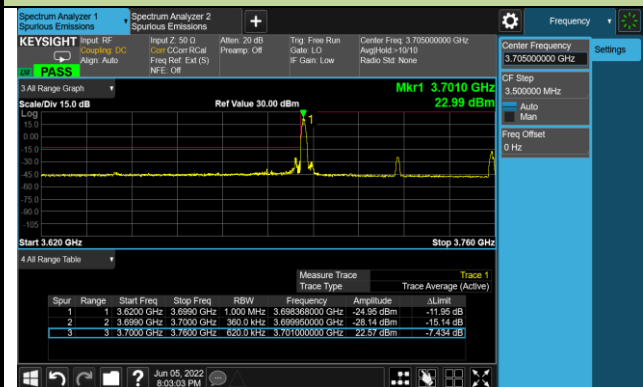 Spectrum Analyzer 1
Spurious Emissions
Spectrum Analyzer 2
Spurious Emissions
+
Frequency
KEYSIGHT
Input: RF
Coupling: DC
Align: Auto
Input Z: 50 Ω
Corr CCorr RCal
Freq Ref: Ext (S)
NFE: Off
Atten: 20 dB
Preamp: Off
Trig: Free Run
Gate: LO
IF Gain: Low
Center Freq: 3.705000000 GHz
Avg|Hold:>10/10
Radio Std: None
PASS
Center Frequency
3.705000000 GHz
Settings
CF Step
3.500000 MHz
Auto
Man
Freq Offset
0 Hz
3 All Range Graph
Scale/Div 15.0 dB
Ref Value 30.00 dBm
Mkr1 3.7010 GHz
22.99 dBm
Log
15.0
0.00
-15.0
-30.0
-45.0
-60.0
-75.0
-90.0
-105
1
Start 3.620 GHz
Stop 3.760 GHz
4 All Range Table
Measure Trace Trace 1
Trace Type Trace Average (Active)
Spur Range Start Freq Stop Freq RBW Frequency Amplitude ΔLimit
1 1 3.6200 GHz 3.6990 GHz 1.000 MHz 3.698368000 GHz -24.95 dBm -11.95 dB
2 2 3.6990 GHz 3.7000 GHz 360.0 kHz 3.699950000 GHz -28.14 dBm -15.14 dB
3 3 3.7000 GHz 3.7600 GHz 620.0 kHz 3.701000000 GHz 22.57 dBm -7.434 dB
?
Jun 05, 2022
8:03:03 PM